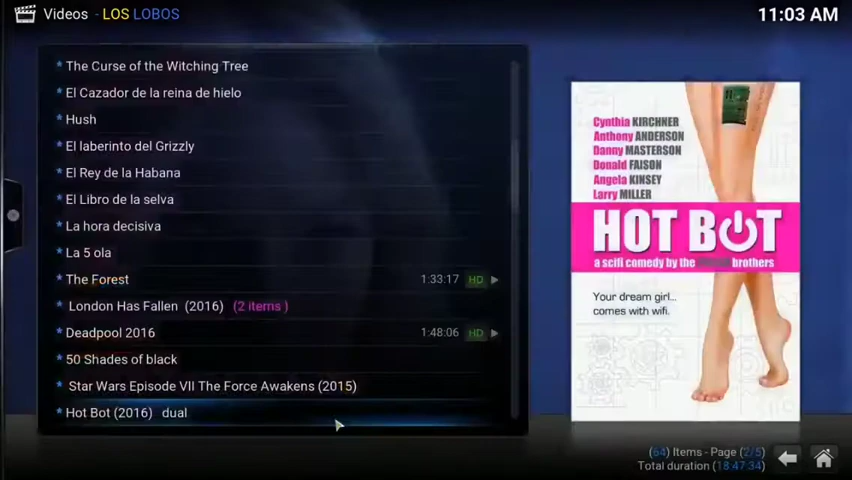 Videos - LOS LOBOS
11:03 AM
* The Curse of the Witching Tree
* El Cazador de la reina de hielo
* Hush
* El laberinto del Grizzly
* El Rey de la Habana
* El Libro de la selva
* La hora decisiva
* La 5 ola
* The Forest 1:33:17 HD
* London Has Fallen (2016) (2 items )
* Deadpool 2016 1:48:06 HD
* 50 Shades of black
* Star Wars Episode VII The Force Awakens (2015)
* Hot Bot (2016) dual
Cynthia KIRCHNER
Anthony ANDERSON
Danny MASTERSON
Donald FAISON
Angela KINSEY
Larry MILLER
HOT BOT
a scifi comedy by the brothers
Your dream girl...
comes with wifi.
(64) Items - Page (2/5)
Total duration (18:47:34)